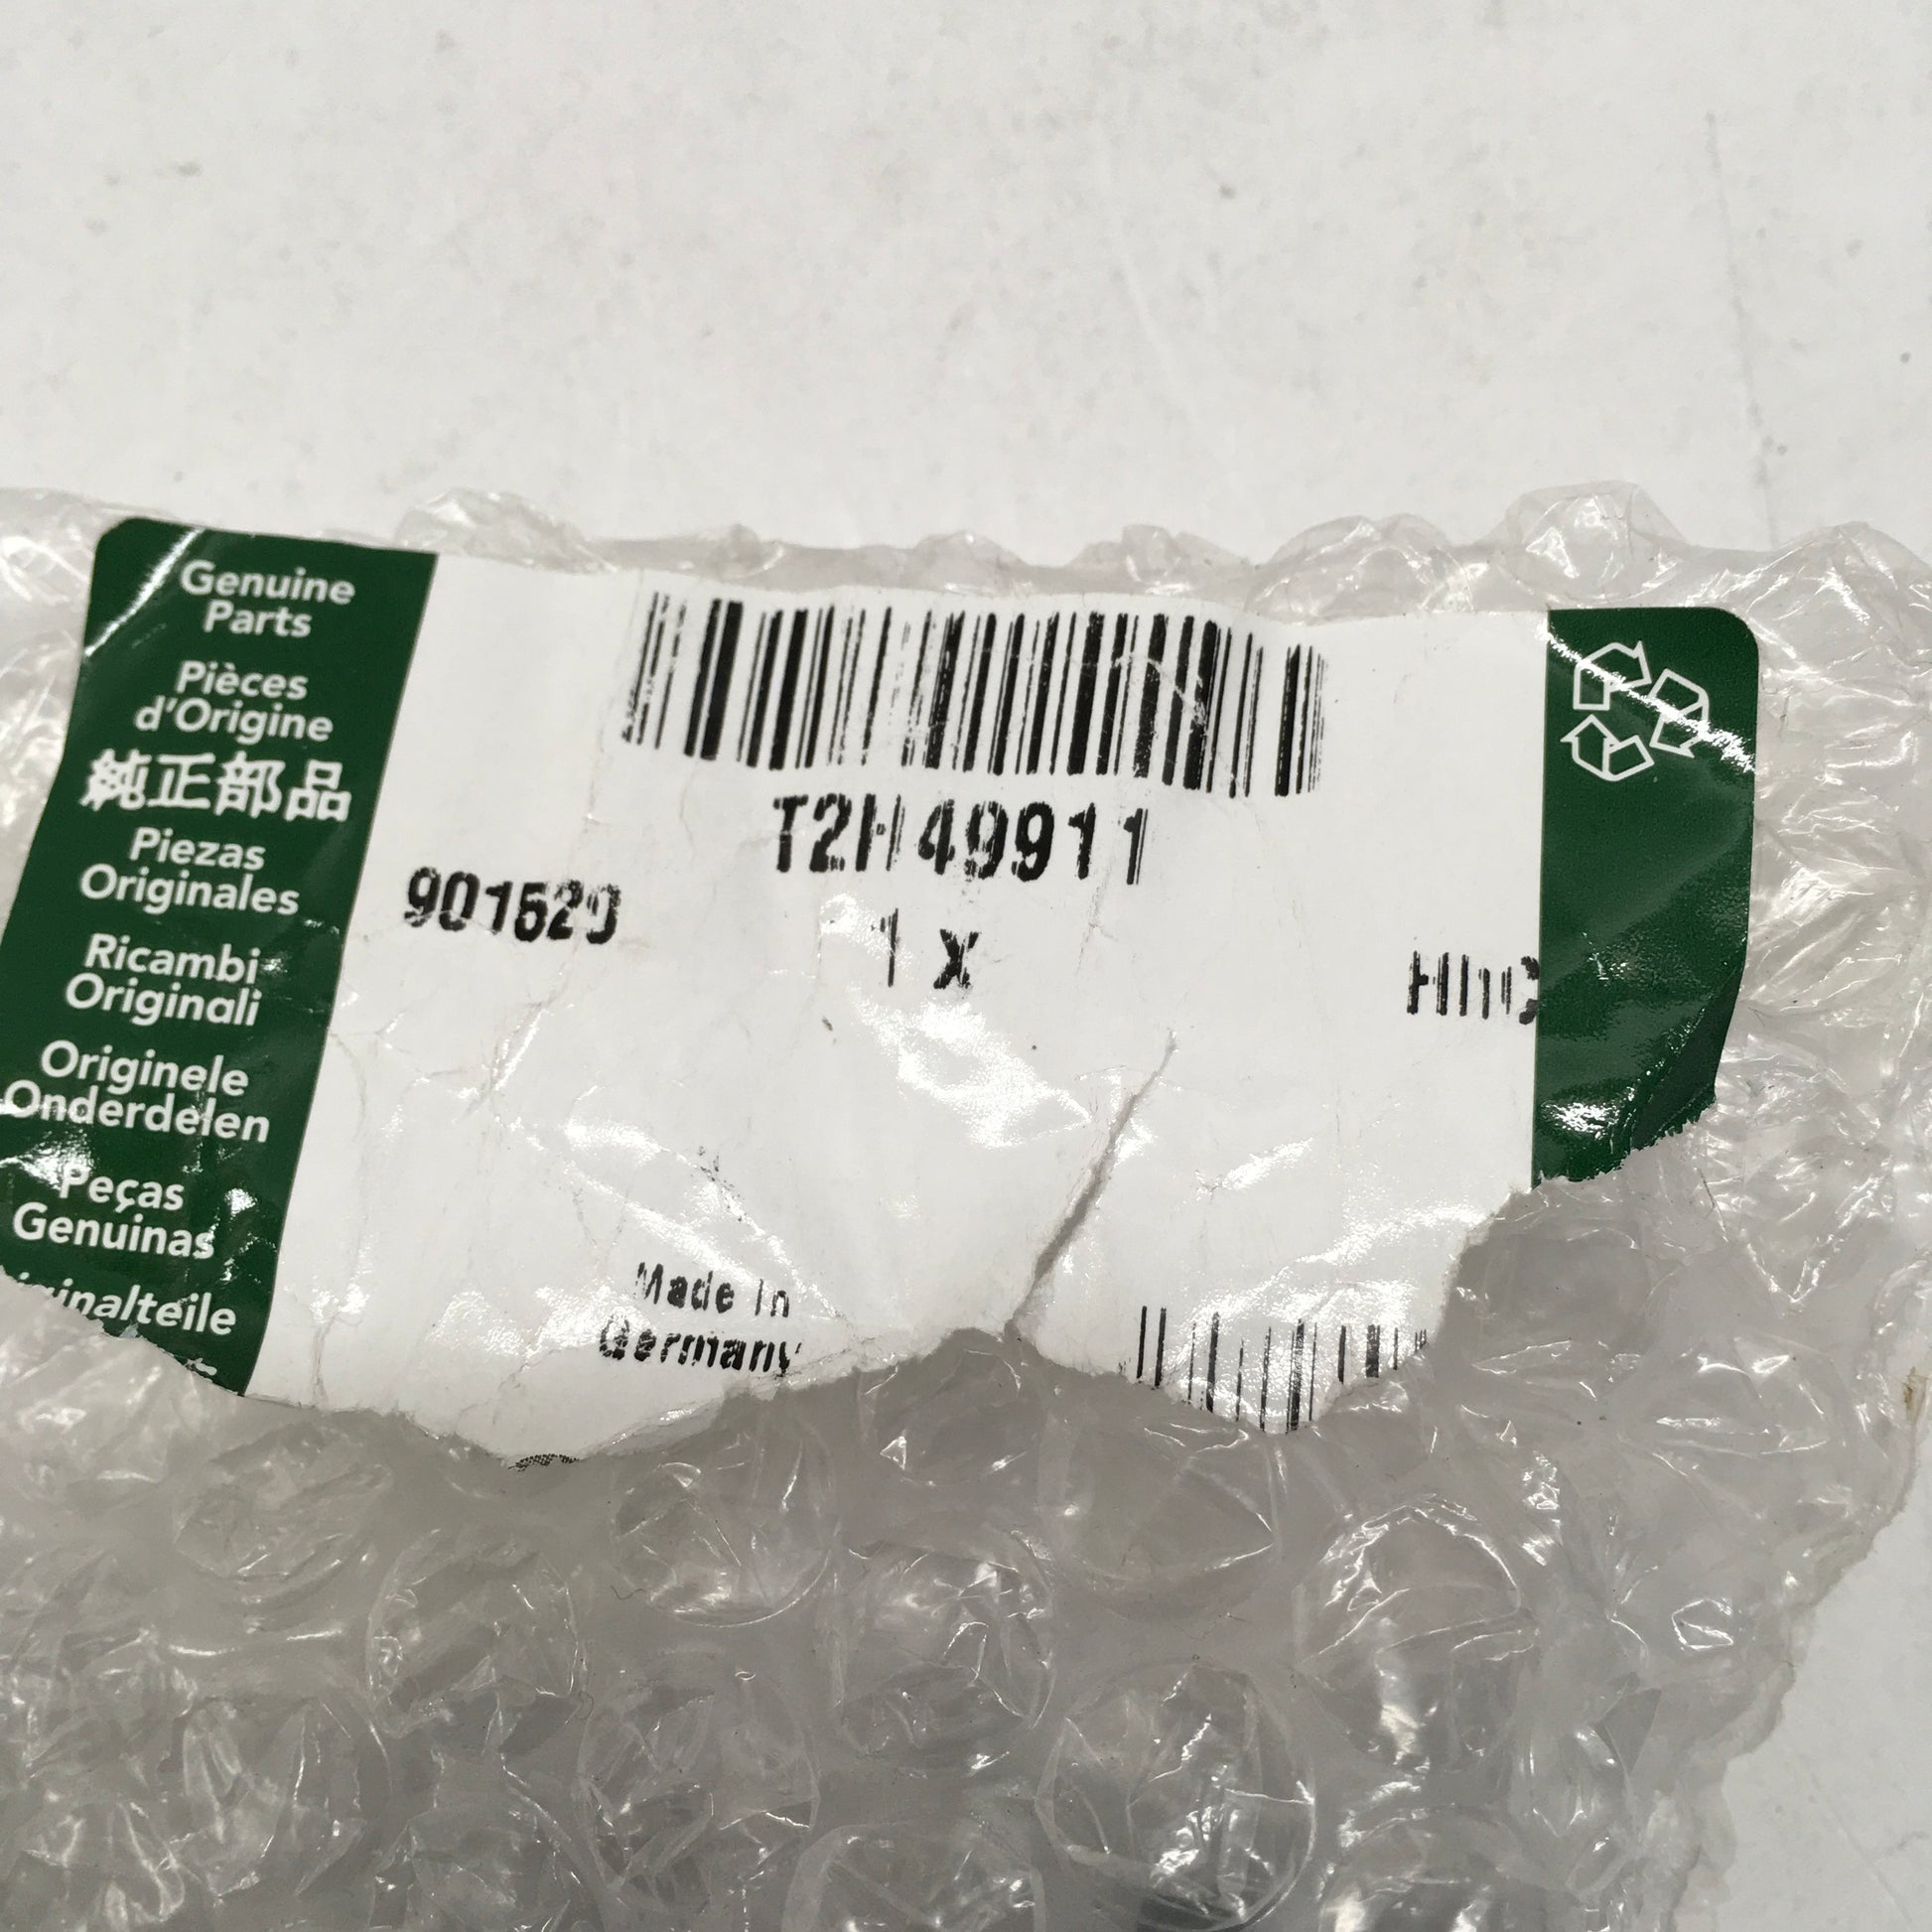 Genuine
Parts
Pièces
d'Origine
純正部品
Piezas
Originales
Ricambi
Originali
Originele
Onderdelen
Peças
Genuinas
inalteile
T2H49911
901520
1 X
Made In
Germany